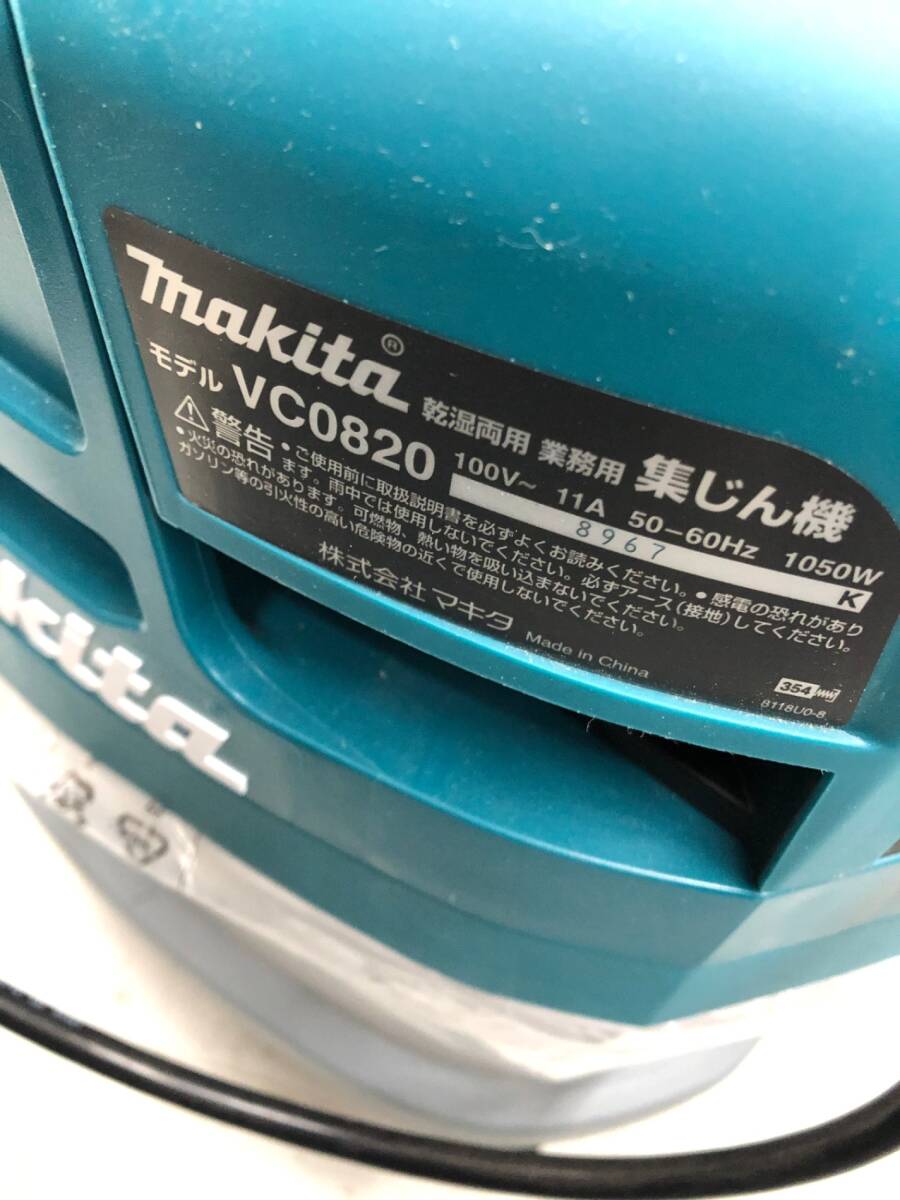 makita®
モデル VC0820 乾湿両用 業務用 集じん機
100V～ 11A 50－60Hz 1050W
8967 K
警告 ・ご使用前に取扱説明書を必ずよくお読みください。・感電の恐れがあり
ます。雨中では使用しないでください。必ずアース（接地）してください。
・火災の恐れがあります。可燃物、熱い物を吸い込まないでください。
ガソリン等の引火性の高い危険物の近くで使用しないでください。
株式会社 マキタ Made in China
354
8118U0-8
kita